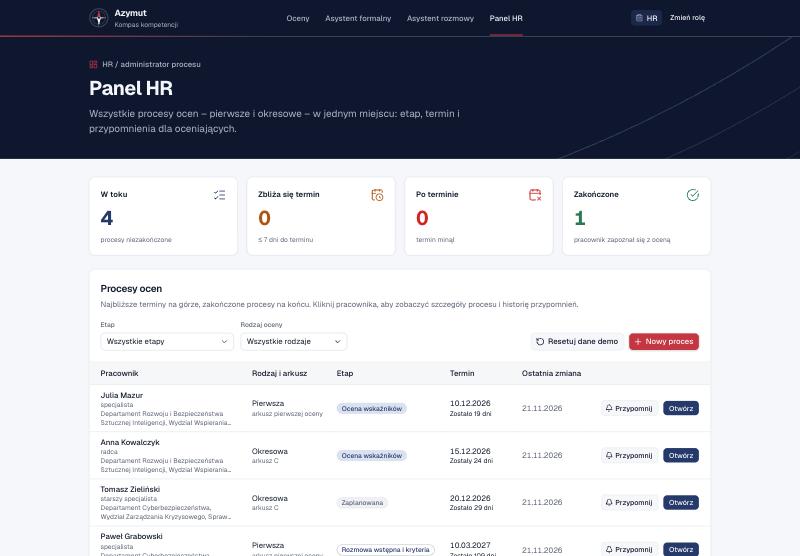 Azymut
Kompas kompetencji
Oceny
Asystent formalny
Asystent rozmowy
Panel HR
HR
Zmień rolę
HR / administrator procesu
Panel HR
Wszystkie procesy ocen – pierwsze i okresowe – w jednym miejscu: etap, termin i
przypomnienia dla oceniających.
W toku
4
procesy niezakończone
Zbliża się termin
0
≤ 7 dni do terminu
Po terminie
0
termin minął
Zakończone
1
pracownik zapoznał się z oceną
Procesy ocen
Najbliższe terminy na górze, zakończone procesy na końcu. Kliknij pracownika, aby zobaczyć szczegóły procesu i historię przypomnień.
Etap
Rodzaj oceny
Wszystkie etapy
Wszystkie rodzaje
Resetuj dane demo
Nowy proces
Pracownik
Rodzaj i arkusz
Etap
Termin
Ostatnia zmiana
Julia Mazur
specjalista
Departament Rozwoju i Bezpieczeństwa
Sztucznej Inteligencji, Wydział Wspierania...
Pierwsza
arkusz pierwszej oceny
Ocena wskaźników
10.12.2026
Zostało 19 dni
21.11.2026
Przypomnij
Otwórz
Anna Kowalczyk
radca
Departament Rozwoju i Bezpieczeństwa
Sztucznej Inteligencji, Wydział Wspierania...
Okresowa
arkusz C
Ocena wskaźników
15.12.2026
Zostały 24 dni
21.11.2026
Przypomnij
Otwórz
Tomasz Zieliński
starszy specjalista
Departament Cyberbezpieczeństwa,
Wydział Zarządzania Kryzysowego, Spraw...
Okresowa
arkusz C
Zaplanowana
20.12.2026
Zostało 29 dni
21.11.2026
Przypomnij
Otwórz
Paweł Grabowski
specjalista
Departament Cyberbezpieczeństwa,
Pierwsza
arkusz pierwszej oceny
Rozmowa wstępna i kryteria
10.03.2027
Zostało 109 dni
21.11.2026
Przypomnij
Otwórz